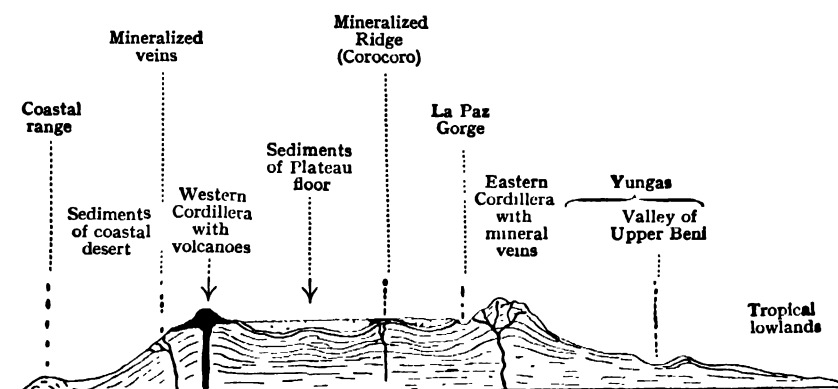 Mineralized
veins
Mineralized
Ridge
(Corocoro)
Coastal
range
La Paz
Gorge
Sediments
of Plateau
floor
Sediments
of coastal
desert
Western
Cordillera
with
volcanoes
Eastern
Cordillera
with
mineral
veins
Yungas
Valley of
Upper Beni
Tropical
lowlands